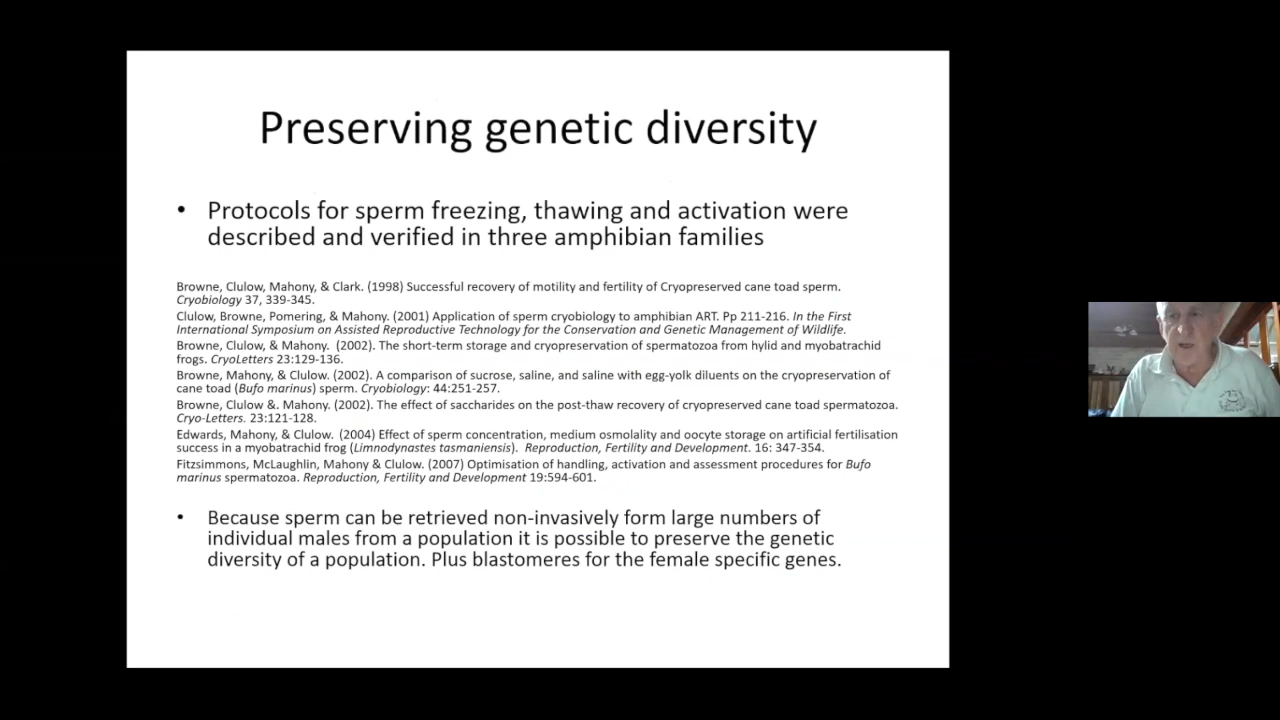 Preserving genetic diversity
• Protocols for sperm freezing, thawing and activation were
described and verified in three amphibian families
Browne, Clulow, Mahony, & Clark. (1998) Successful recovery of motility and fertility of Cryopreserved cane toad sperm.
Cryobiology 37, 339-345.
Clulow, Browne, Pomering, & Mahony. (2001) Application of sperm cryobiology to amphibian ART. Pp 211-216. In the First
International Symposium on Assisted Reproductive Technology for the Conservation and Genetic Management of Wildlife.
Browne, Clulow, & Mahony. (2002). The short-term storage and cryopreservation of spermatozoa from hylid and myobatrachid
frogs. CryoLetters 23:129-136.
Browne, Mahony, & Clulow. (2002). A comparison of sucrose, saline, and saline with egg-yolk diluents on the cryopreservation of
cane toad (Bufo marinus) sperm. Cryobiology: 44:251-257.
Browne, Clulow &. Mahony. (2002). The effect of saccharides on the post-thaw recovery of cryopreserved cane toad spermatozoa.
Cryo-Letters. 23:121-128.
Edwards, Mahony, & Clulow. (2004) Effect of sperm concentration, medium osmolality and oocyte storage on artificial fertilisation
success in a myobatrachid frog (Limnodynastes tasmaniensis). Reproduction, Fertility and Development. 16: 347-354.
Fitzsimmons, McLaughlin, Mahony & Clulow. (2007) Optimisation of handling, activation and assessment procedures for Bufo
marinus spermatozoa. Reproduction, Fertility and Development 19:594-601.
• Because sperm can be retrieved non-invasively form large numbers of
individual males from a population it is possible to preserve the genetic
diversity of a population. Plus blastomeres for the female specific genes.